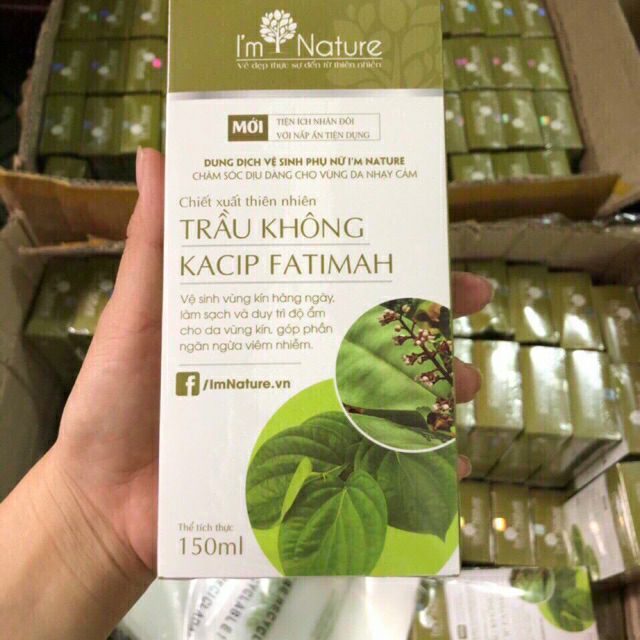 I'm Nature
Vẻ đẹp thực sự đến từ thiên nhiên
MỚI
TIỆN ÍCH NHÂN ĐÔI
VỚI NẮP ẤN TIỆN DỤNG
DUNG DỊCH VỆ SINH PHỤ NỮ I'M NATURE
CHĂM SÓC DỊU DÀNG CHO VÙNG DA NHẠY CẢM
Chiết xuất thiên nhiên
TRẦU KHÔNG
KACIP FATIMAH
Vệ sinh vùng kín hàng ngày,
làm sạch và duy trì độ ẩm
cho da vùng kín, góp phần
ngăn ngừa viêm nhiễm.
f/ImNature.vn
Thể tích thực
150ml